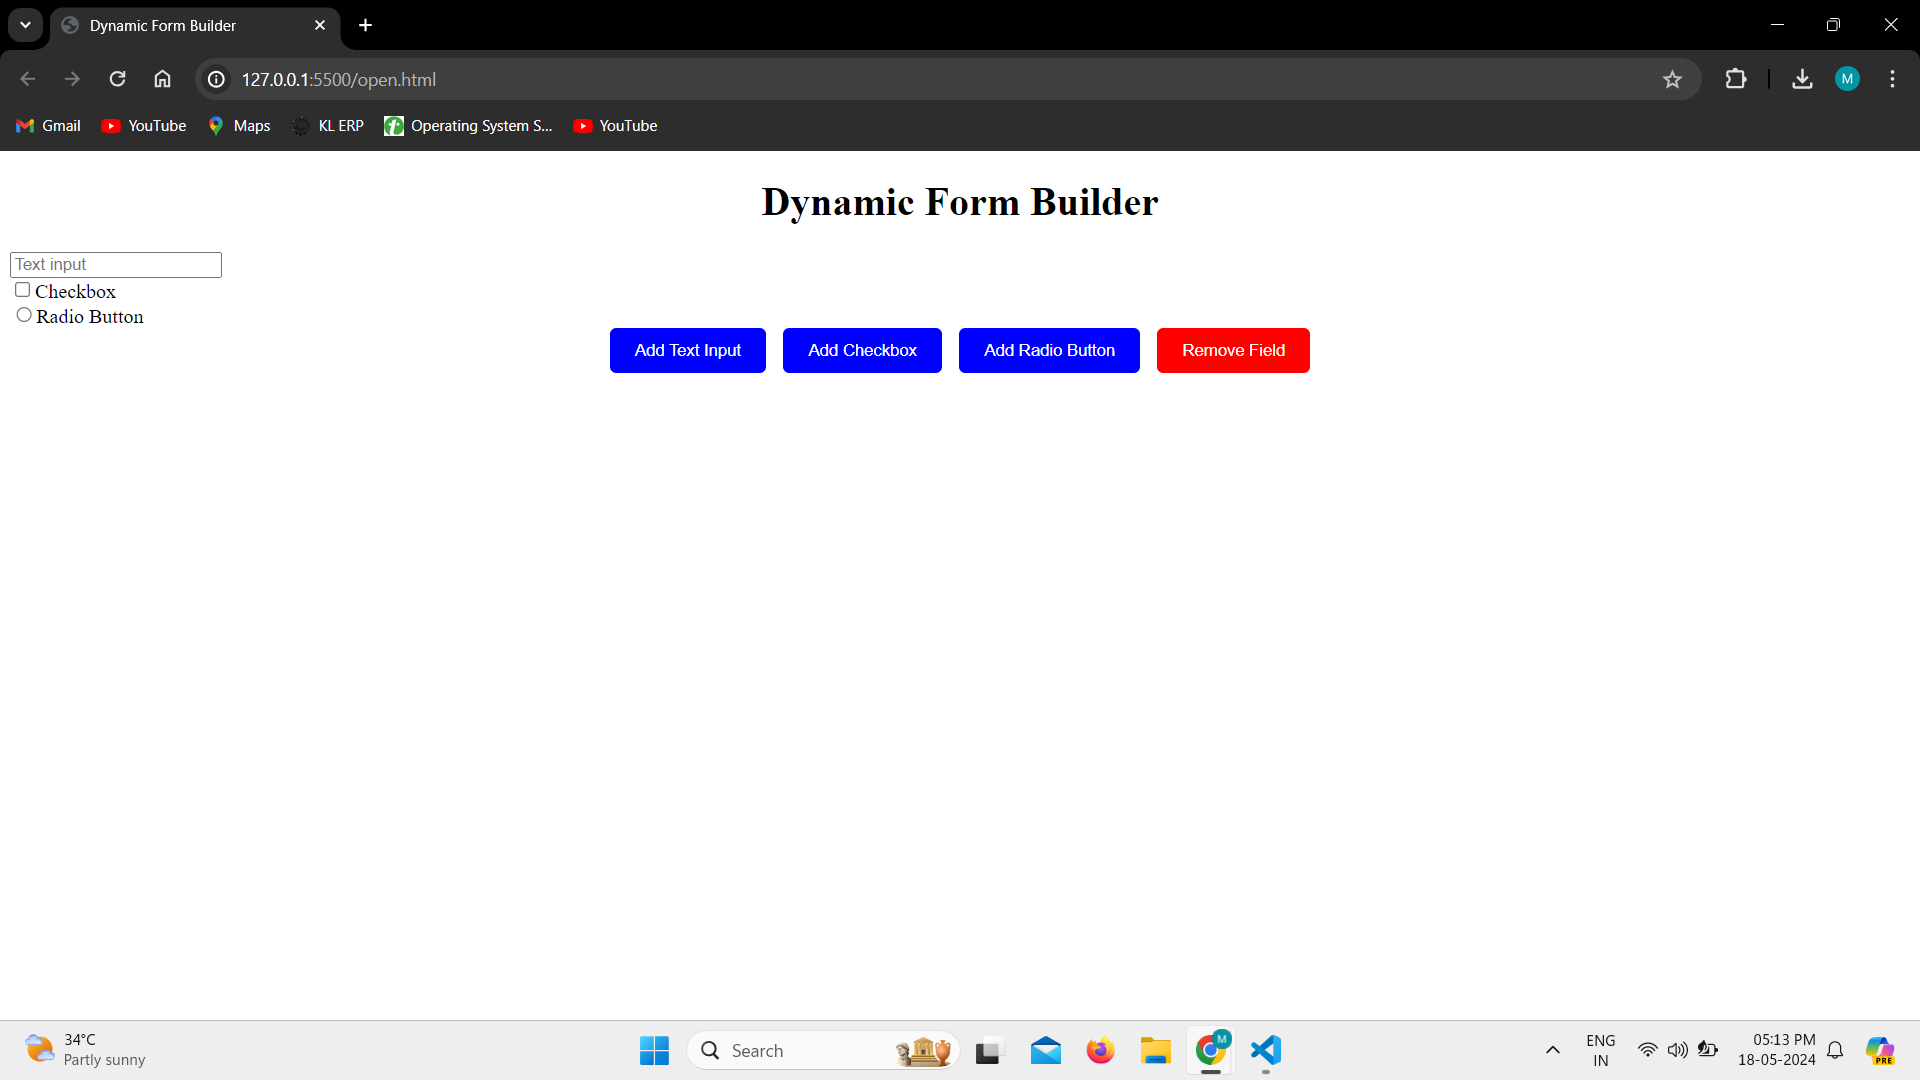 Dynamic Form Builder
127.0.0.1:5500/open.html
M
Gmail YouTube Maps KL ERP Operating System S... YouTube
Dynamic Form Builder
Text input
Checkbox
Radio Button
Add Text Input Add Checkbox Add Radio Button Remove Field
34°C
Partly sunny
Search
M
ENG
IN
05:13 PM
18-05-2024
PRE